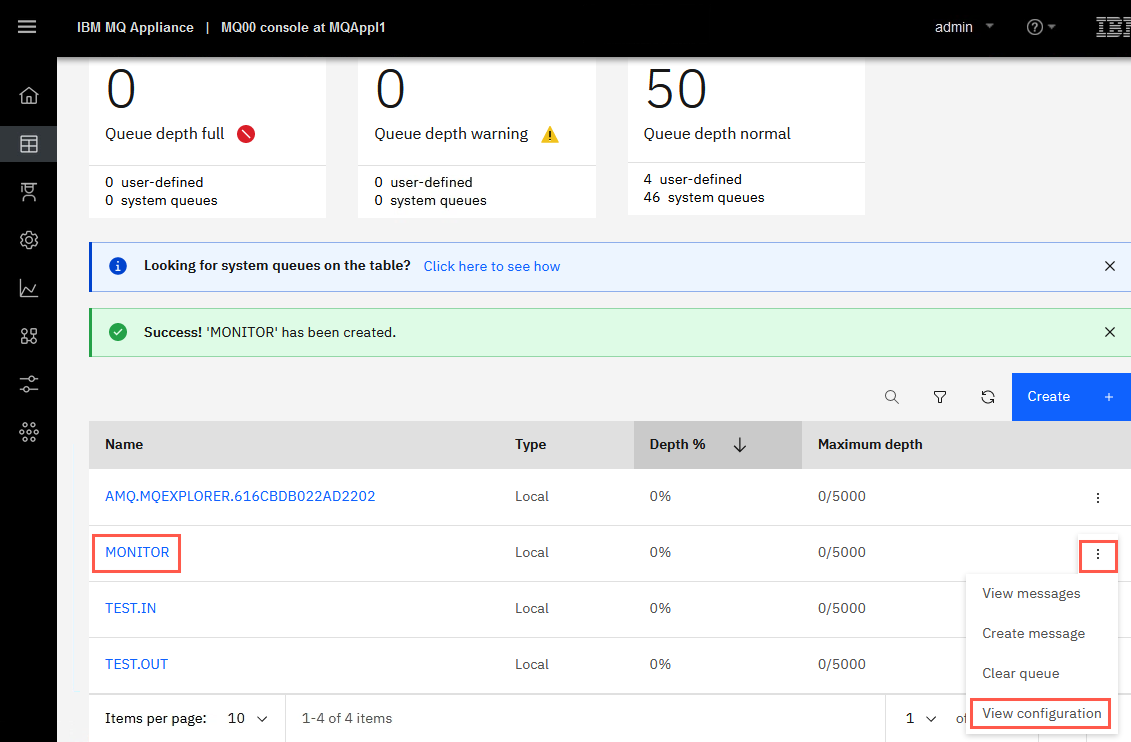 IBM MQ Appliance | MQ00 console at MQAppl1
admin
IBM
0
Queue depth full
0 user-defined
0 system queues
0
Queue depth warning
0 user-defined
0 system queues
50
Queue depth normal
4 user-defined
46 system queues
Looking for system queues on the table? Click here to see how
Success! 'MONITOR' has been created.
Create +
Name Type Depth % Maximum depth
AMQ.MQEXPLORER.616CBDB022AD2202 Local 0% 0/5000
MONITOR Local 0% 0/5000
TEST.IN Local 0% 0/5000
TEST.OUT Local 0% 0/5000
View messages
Create message
Clear queue
View configuration
Items per page: 10 1-4 of 4 items 1 of